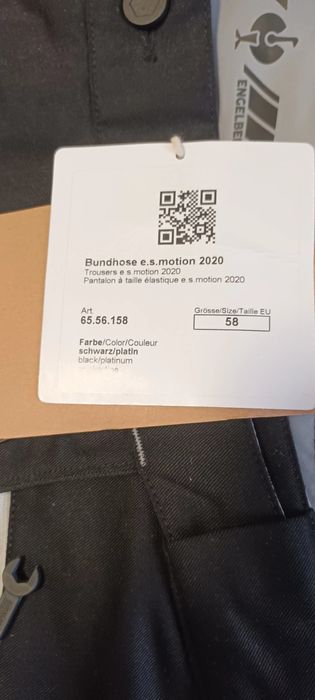 ENGELBE
Bundhose e.s.motion 2020
Trousers e.s.motion 2020
Pantalon à taille élastique e.s.motion 2020
Art.
65.56.158
Grösse/Size/Taille EU
58
Farbe/Color/Couleur
schwarz/platin
black/platinum